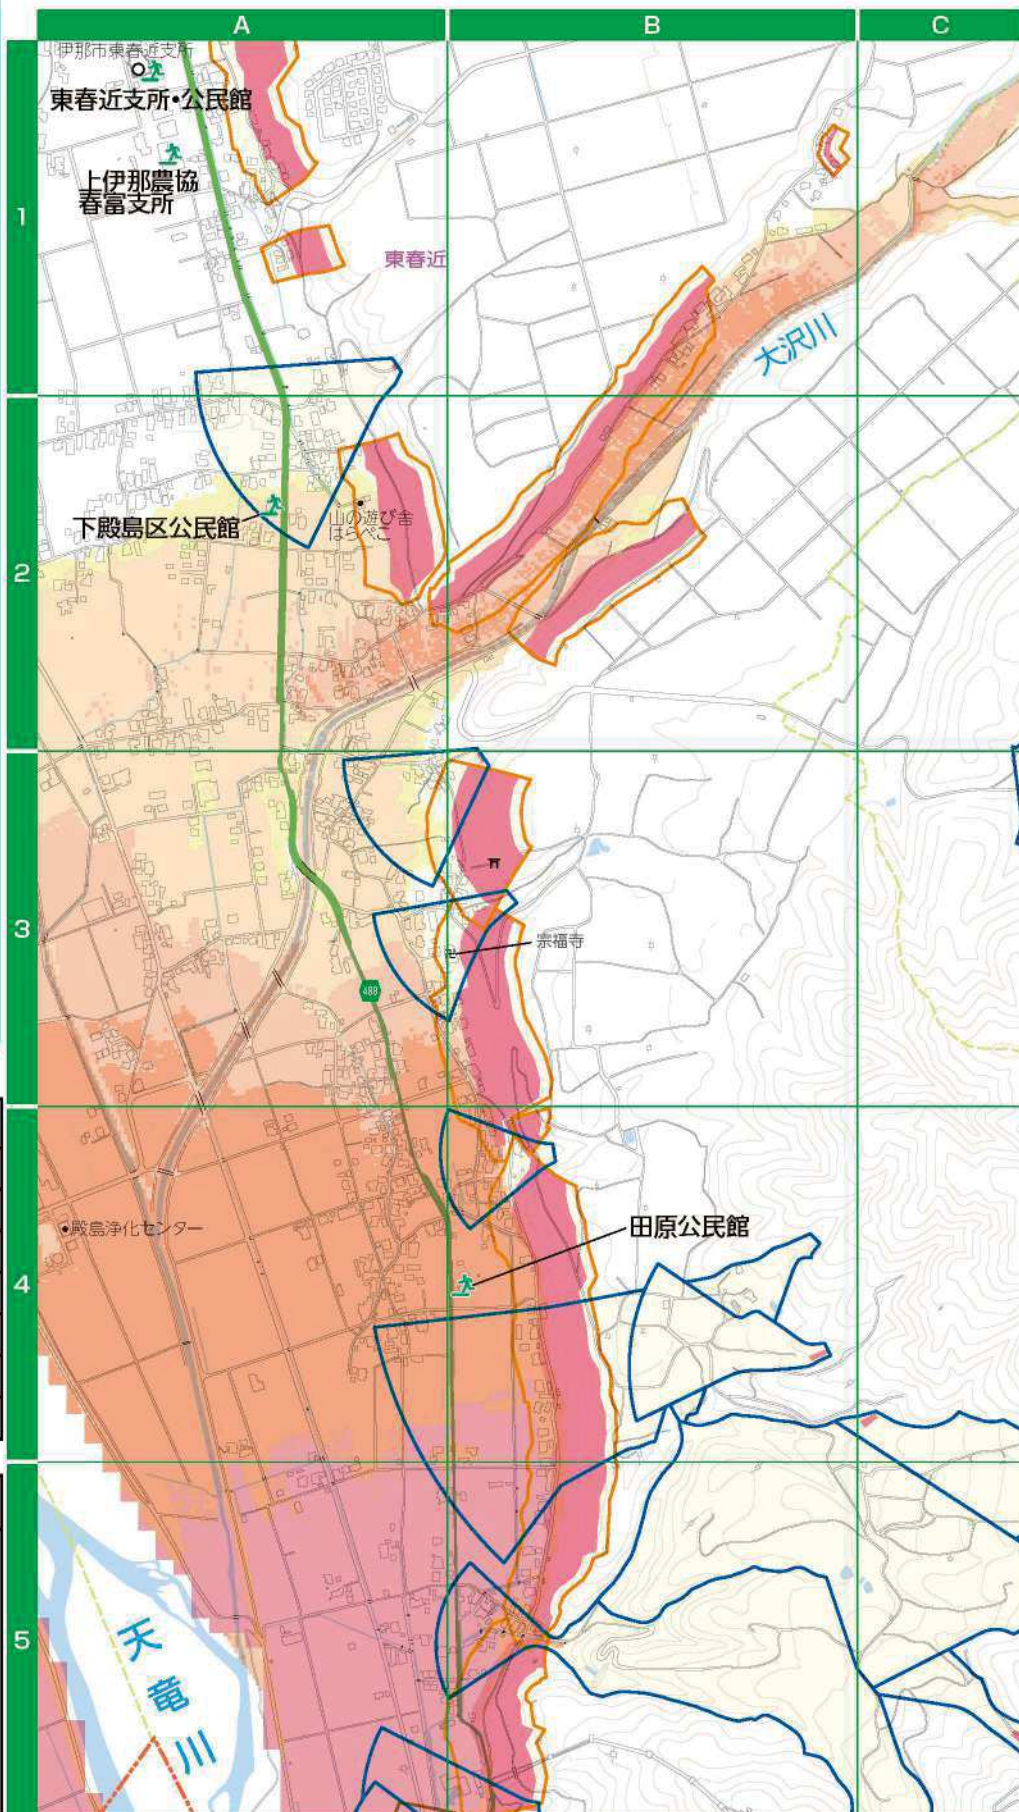 A
B
C
1
2
3
4
5
伊那市東春近支所
東春近支所・公民館
上伊那農協
春富支所
東春近
大沢川
下殿島区公民館
山の遊び舎
はらぺこ
宗福寺
488
殿島浄化センター
田原公民館
天竜川